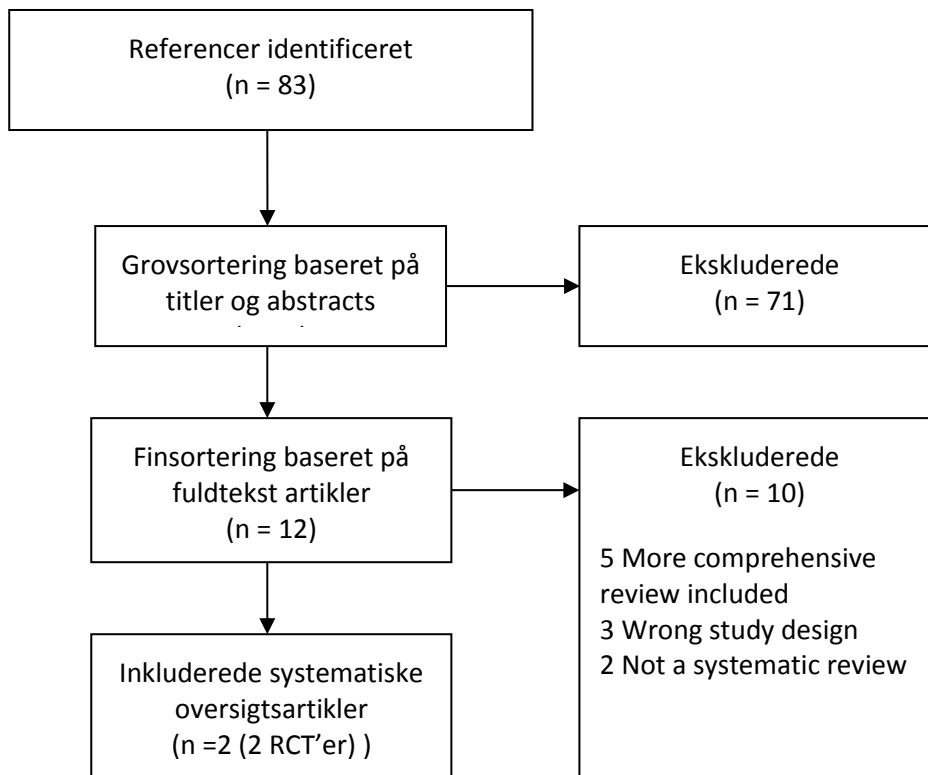 Referencer identificeret
(n = 83)
Grovsortering baseret på
titler og abstracts
Ekskluderede
(n = 71)
Finsortering baseret på
fuldtekst artikler
(n = 12)
Ekskluderede
(n = 10)
5 More comprehensive
review included
3 Wrong study design
2 Not a systematic review
Inkluderede systematiske
oversigtsartikler
(n =2 (2 RCT’er) )